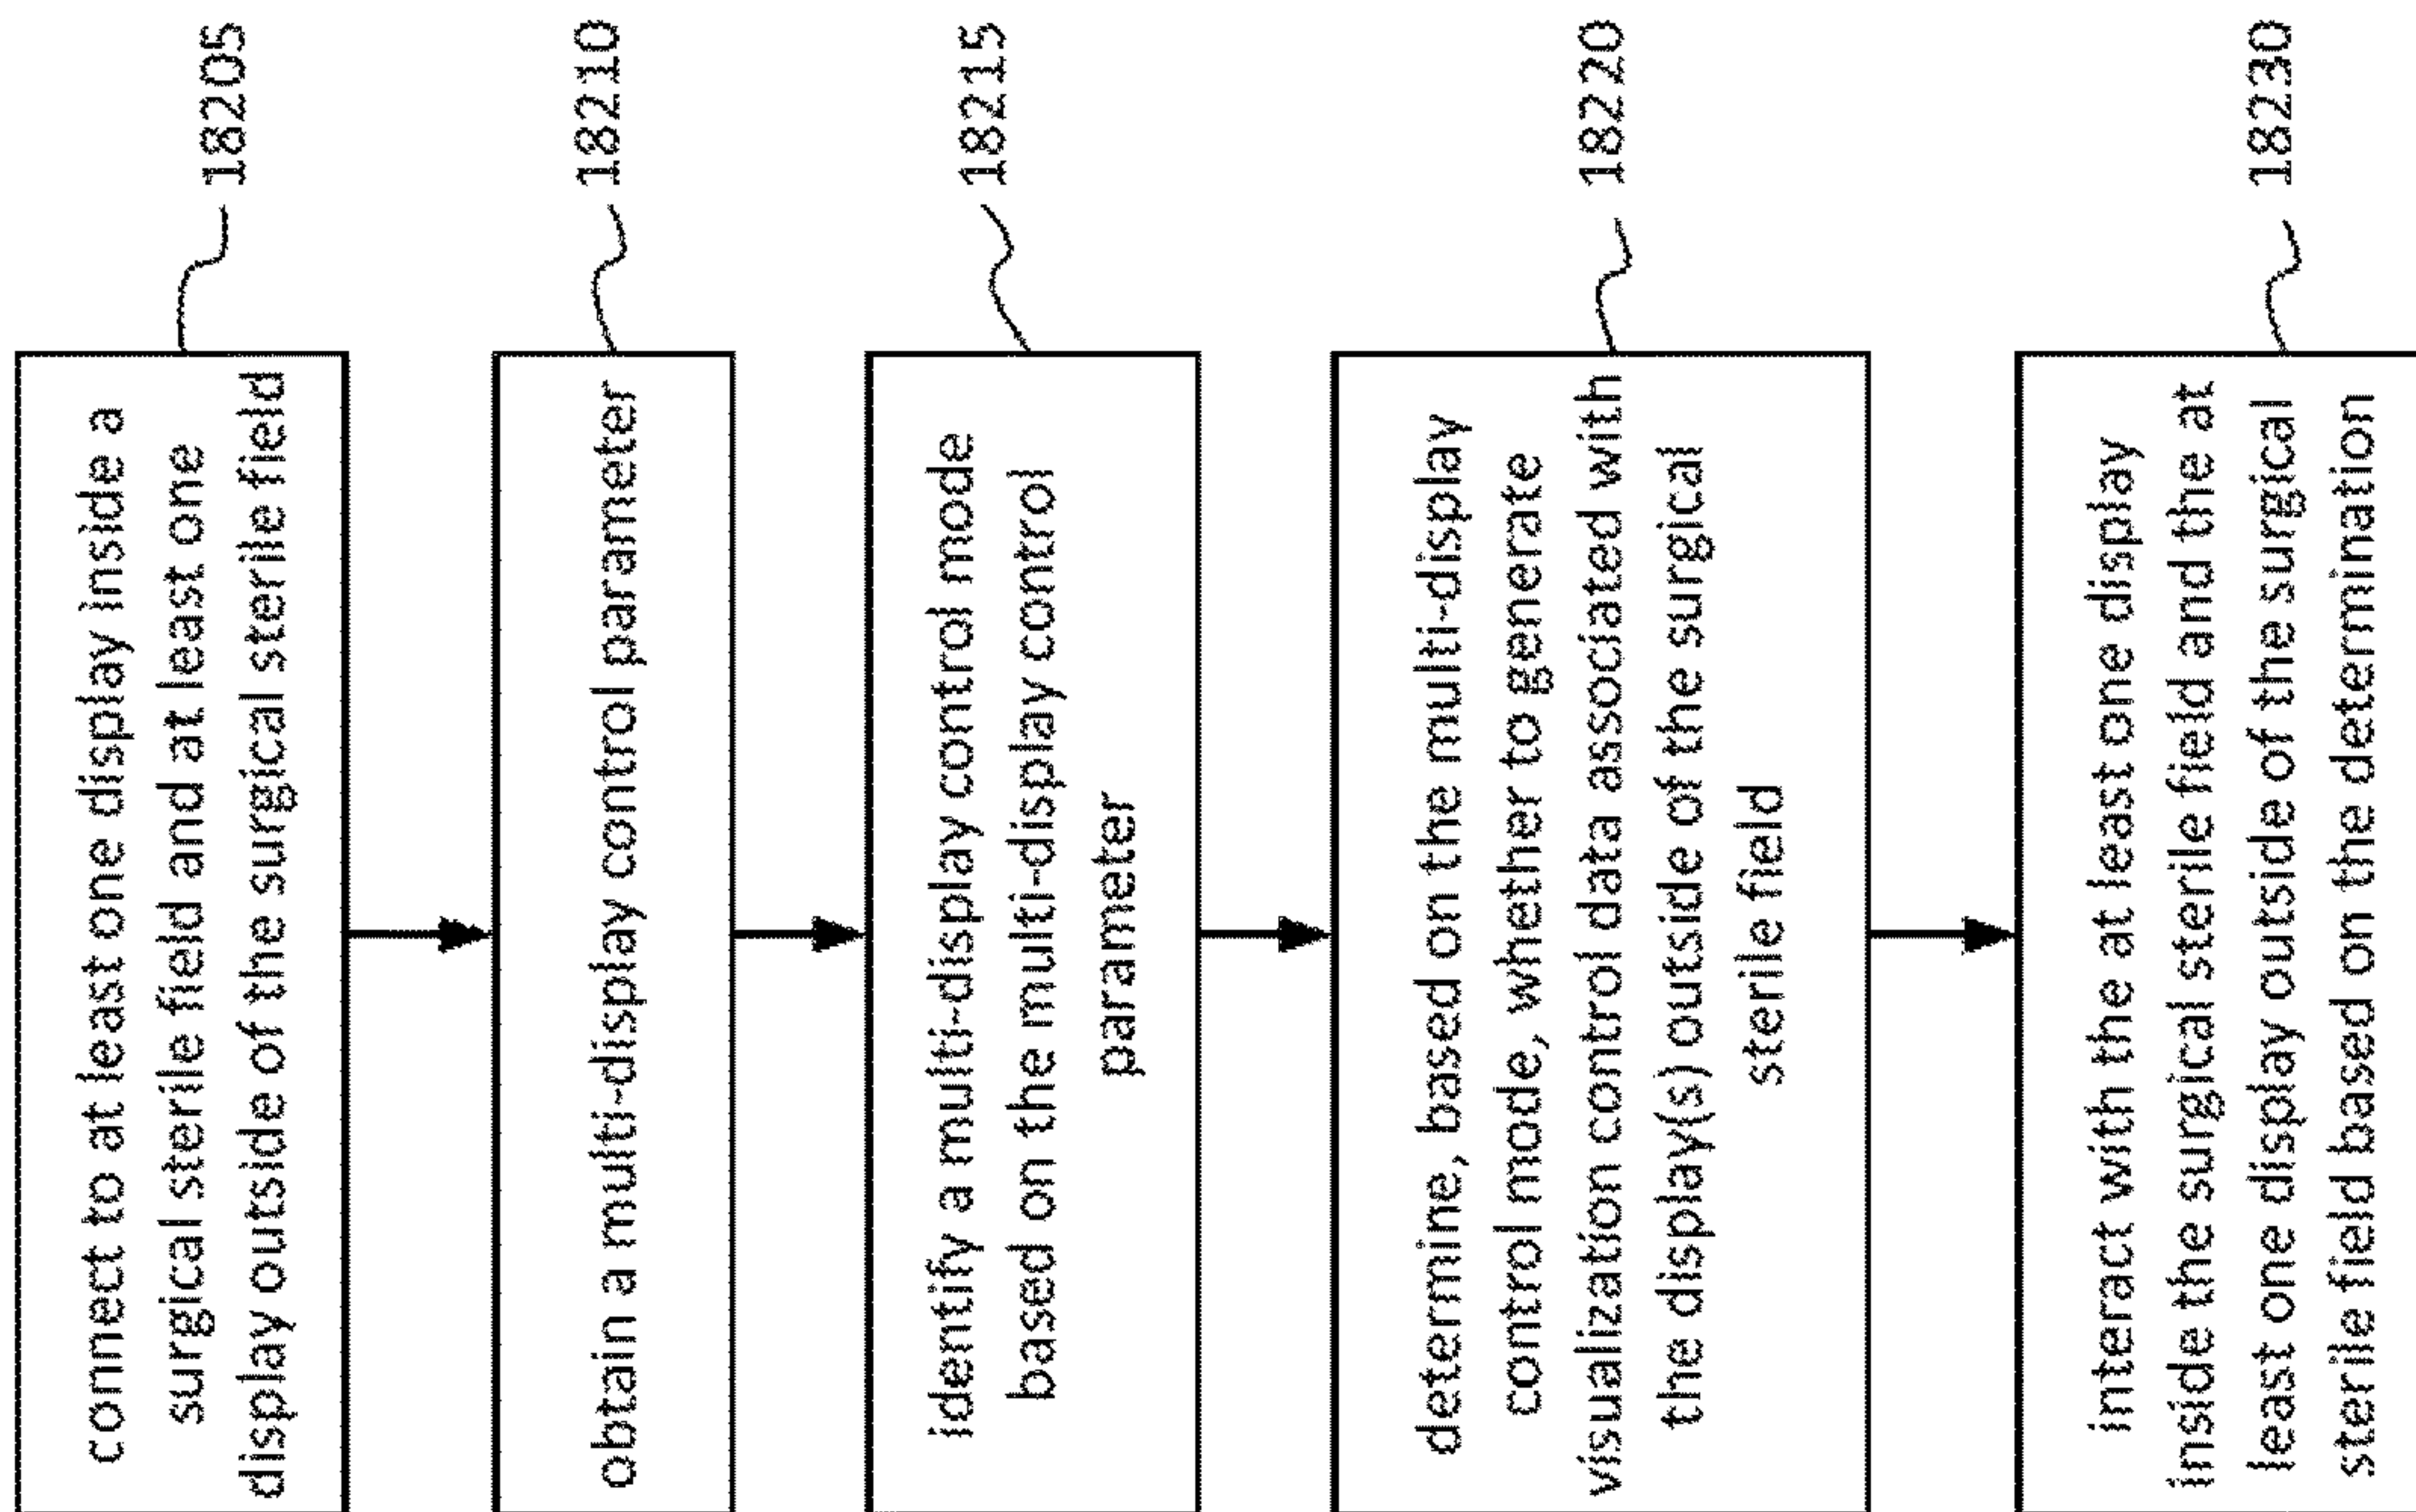 connect to at least one display inside a
surgical sterile field and at least one
display outside of the surgical sterile field
18205
obtain a multi-display control parameter
18210
identify a multi-display control mode
based on the multi-display control
parameter
18215
determine, based on the multi-display
control mode, whether to generate
visualization control data associated with
the display(s) outside of the surgical
sterile field
18220
interact with the at least one display
inside the surgical sterile field and the at
least one display outside of the surgical
sterile field based on the determination
18230